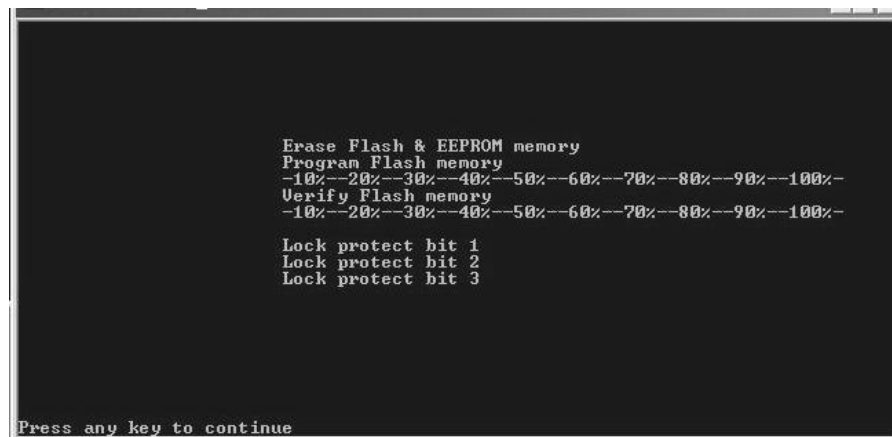 Erase Flash & EEPROM memory
Program Flash memory
-10%--20%--30%--40%--50%--60%--70%--80%--90%--100%-
Verify Flash memory
-10%--20%--30%--40%--50%--60%--70%--80%--90%--100%-
Lock protect bit 1
Lock protect bit 2
Lock protect bit 3
Press any key to continue